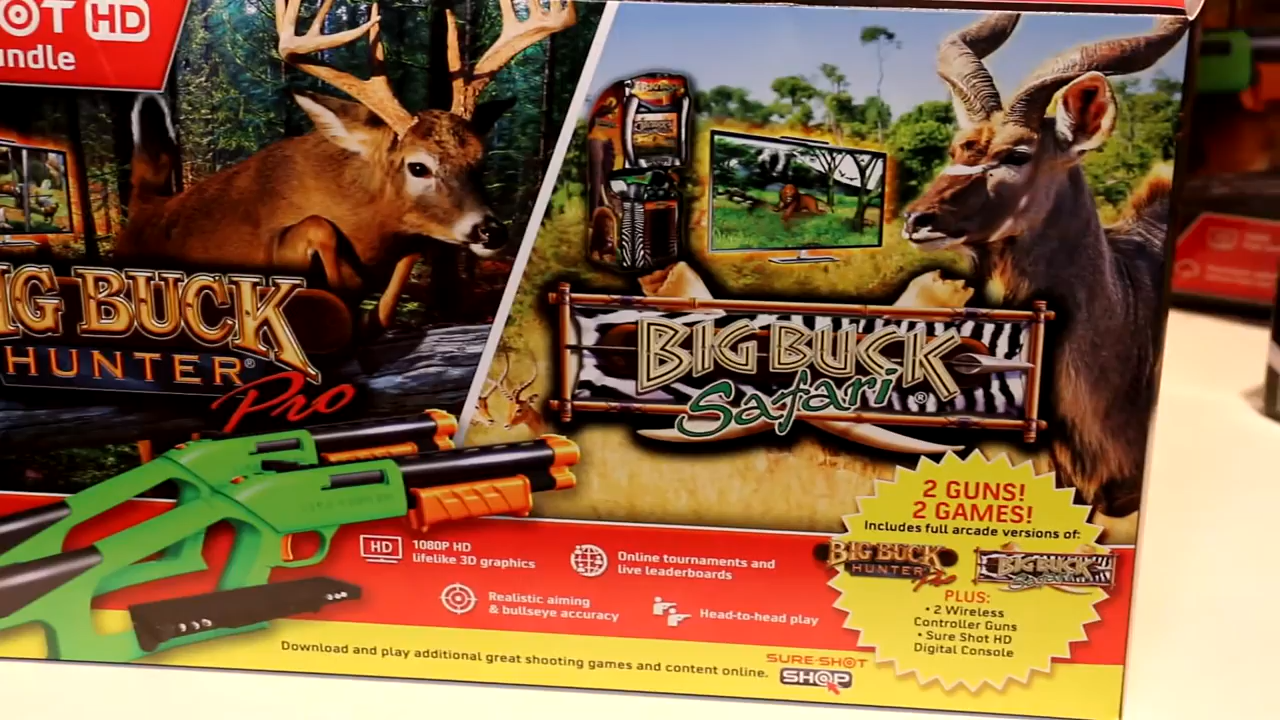 OT HD
undle
IG BUCK
HUNTER®
Pro
BIG BUCK
Safari®
2 GUNS!
2 GAMES!
Includes full arcade versions of:
BIG BUCK
HUNTER
Pro
BIG BUCK
Safari
PLUS:
• 2 Wireless
Controller Guns
• Sure Shot HD
Digital Console
HD
1080P HD
lifelike 3D graphics
Online tournaments and
live leaderboards
Realistic aiming
& bullseye accuracy
Head-to-head play
Download and play additional great shooting games and content online.
SURE SHOT
SHOP